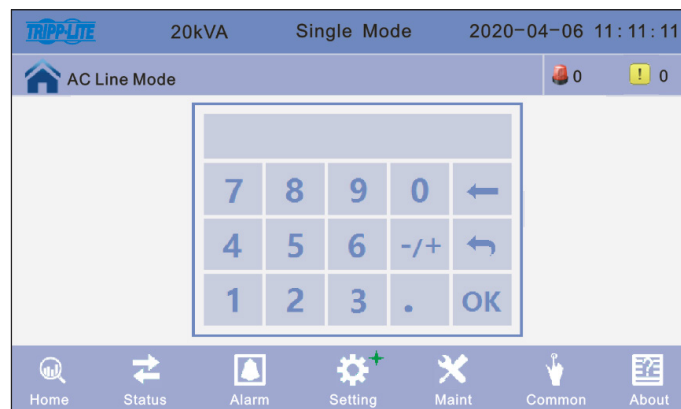 TRIPP·LITE 20kVA Single Mode 2020-04-06 11:11:11
AC Line Mode 0 ! 0
7 8 9 0 ←
4 5 6 -/+
1 2 3 . OK
Home Status Alarm Setting Maint Common About